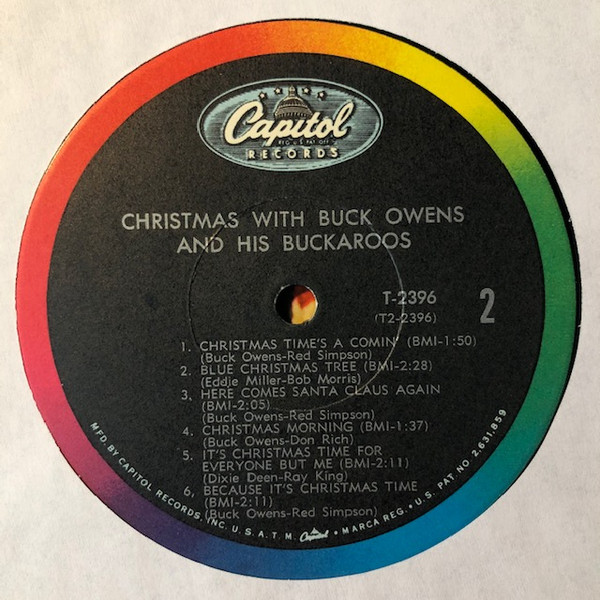 Capitol
REG. U.S. PAT. OFF.
RECORDS
CHRISTMAS WITH BUCK OWENS
AND HIS BUCKAROOS
T-2396
(T2-2396)
2
1. CHRISTMAS TIME'S A COMIN' (BMI-1:50)
(Buck Owens-Red Simpson)
2. BLUE CHRISTMAS TREE (BMI-2:28)
(Eddie Miller-Bob Morris)
3. HERE COMES SANTA CLAUS AGAIN
(BMI-2:05)
(Buck Owens-Red Simpson)
4. CHRISTMAS MORNING (BMI-1:37)
(Buck Owens-Don Rich)
5. IT'S CHRISTMAS TIME FOR
EVERYONE BUT ME (BMI-2:11)
(Dixie Deen-Ray King)
6. BECAUSE IT'S CHRISTMAS TIME
(BMI-2:11)
(Buck Owens-Red Simpson)
MFD. BY CAPITOL RECORDS, INC. U.S.A. T.M. Capitol • MARCA REG. • U.S. PAT. NO. 2,631,859